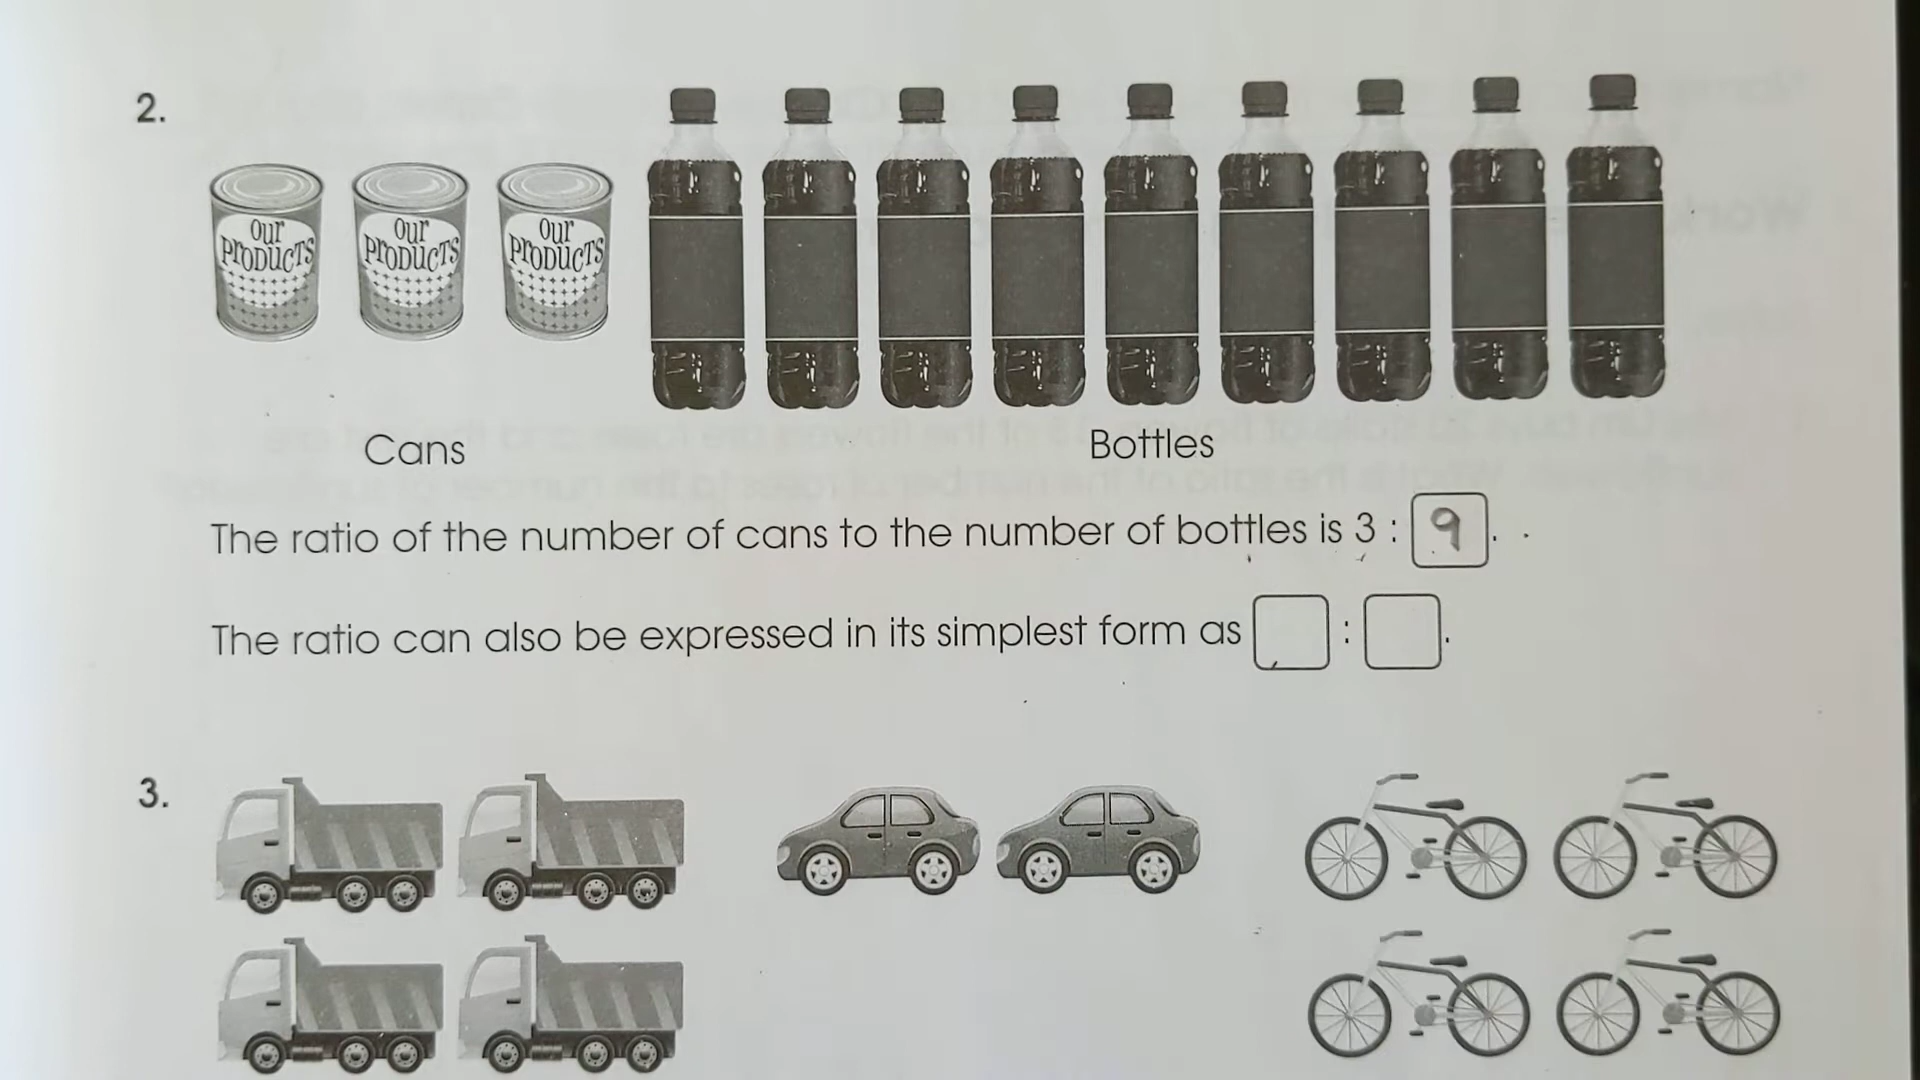 2.
Our Products
Our Products
Our Products
Cans
Bottles
The ratio of the number of cans to the number of bottles is 3 : 9.
The ratio can also be expressed in its simplest form as : .
3.